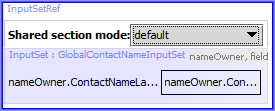 InputSetRef
Shared section mode: default
InputSet : GlobalContactNameInputSet nameOwner, field
nameOwner.ContactNameLa... nameOwner.Con...